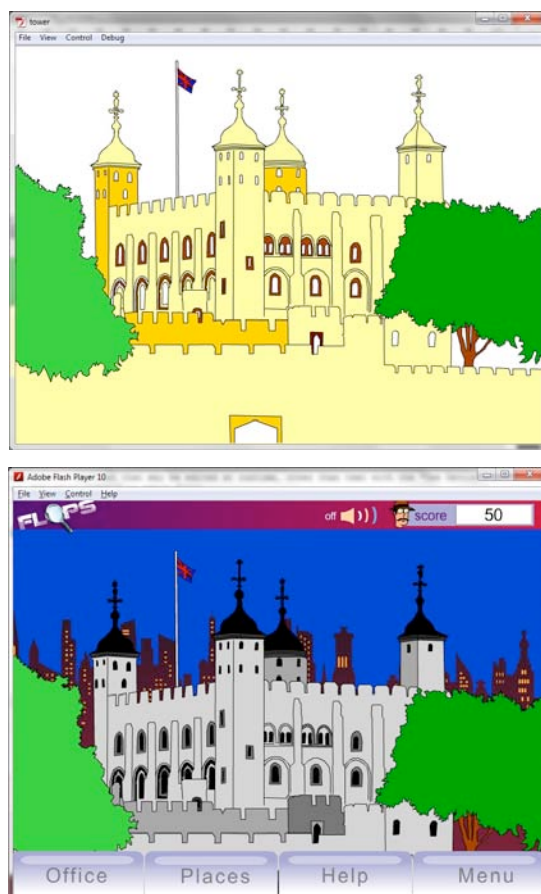 tower
File View Control Debug
Adobe Flash Player 10
File View Control Help
FLOPS off score 50
Office Places Help Menu